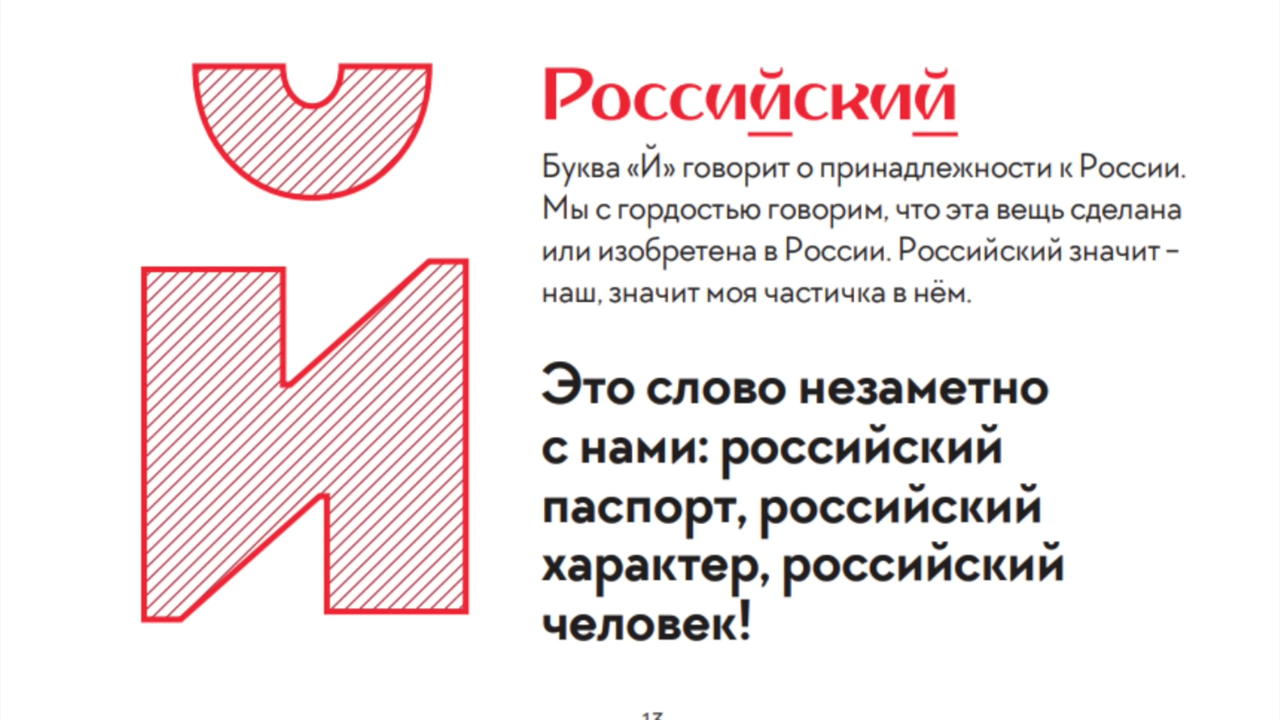 Й
Российский
Буква «Й» говорит о принадлежности к России.
Мы с гордостью говорим, что эта вещь сделана
или изобретена в России. Российский значит –
наш, значит моя частичка в нём.
Это слово незаметно
с нами: российский
паспорт, российский
характер, российский
человек!
13